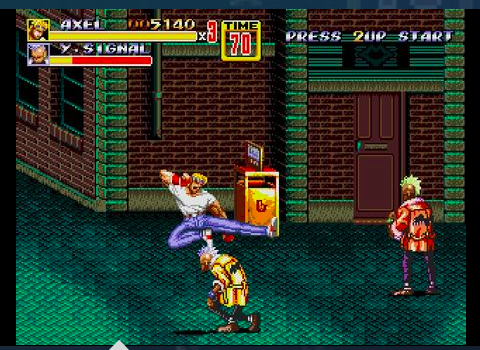 AXEL 005140
x3
TIME
70
PRESS 2UP START
Y.SIGNAL